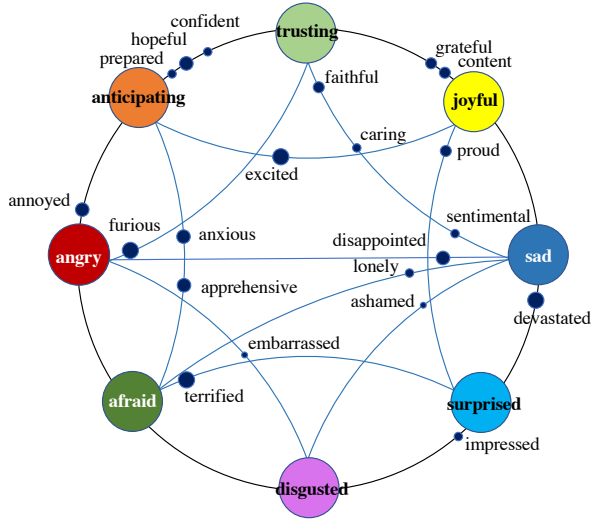 confident
trusting
hopeful
grateful
prepared
content
faithful
anticipating
joyful
caring
proud
excited
annoyed
sentimental
furious
anxious
disappointed
angry
sad
lonely
apprehensive
ashamed
devastated
embarrassed
terrified
afraid
surprised
impressed
disgusted